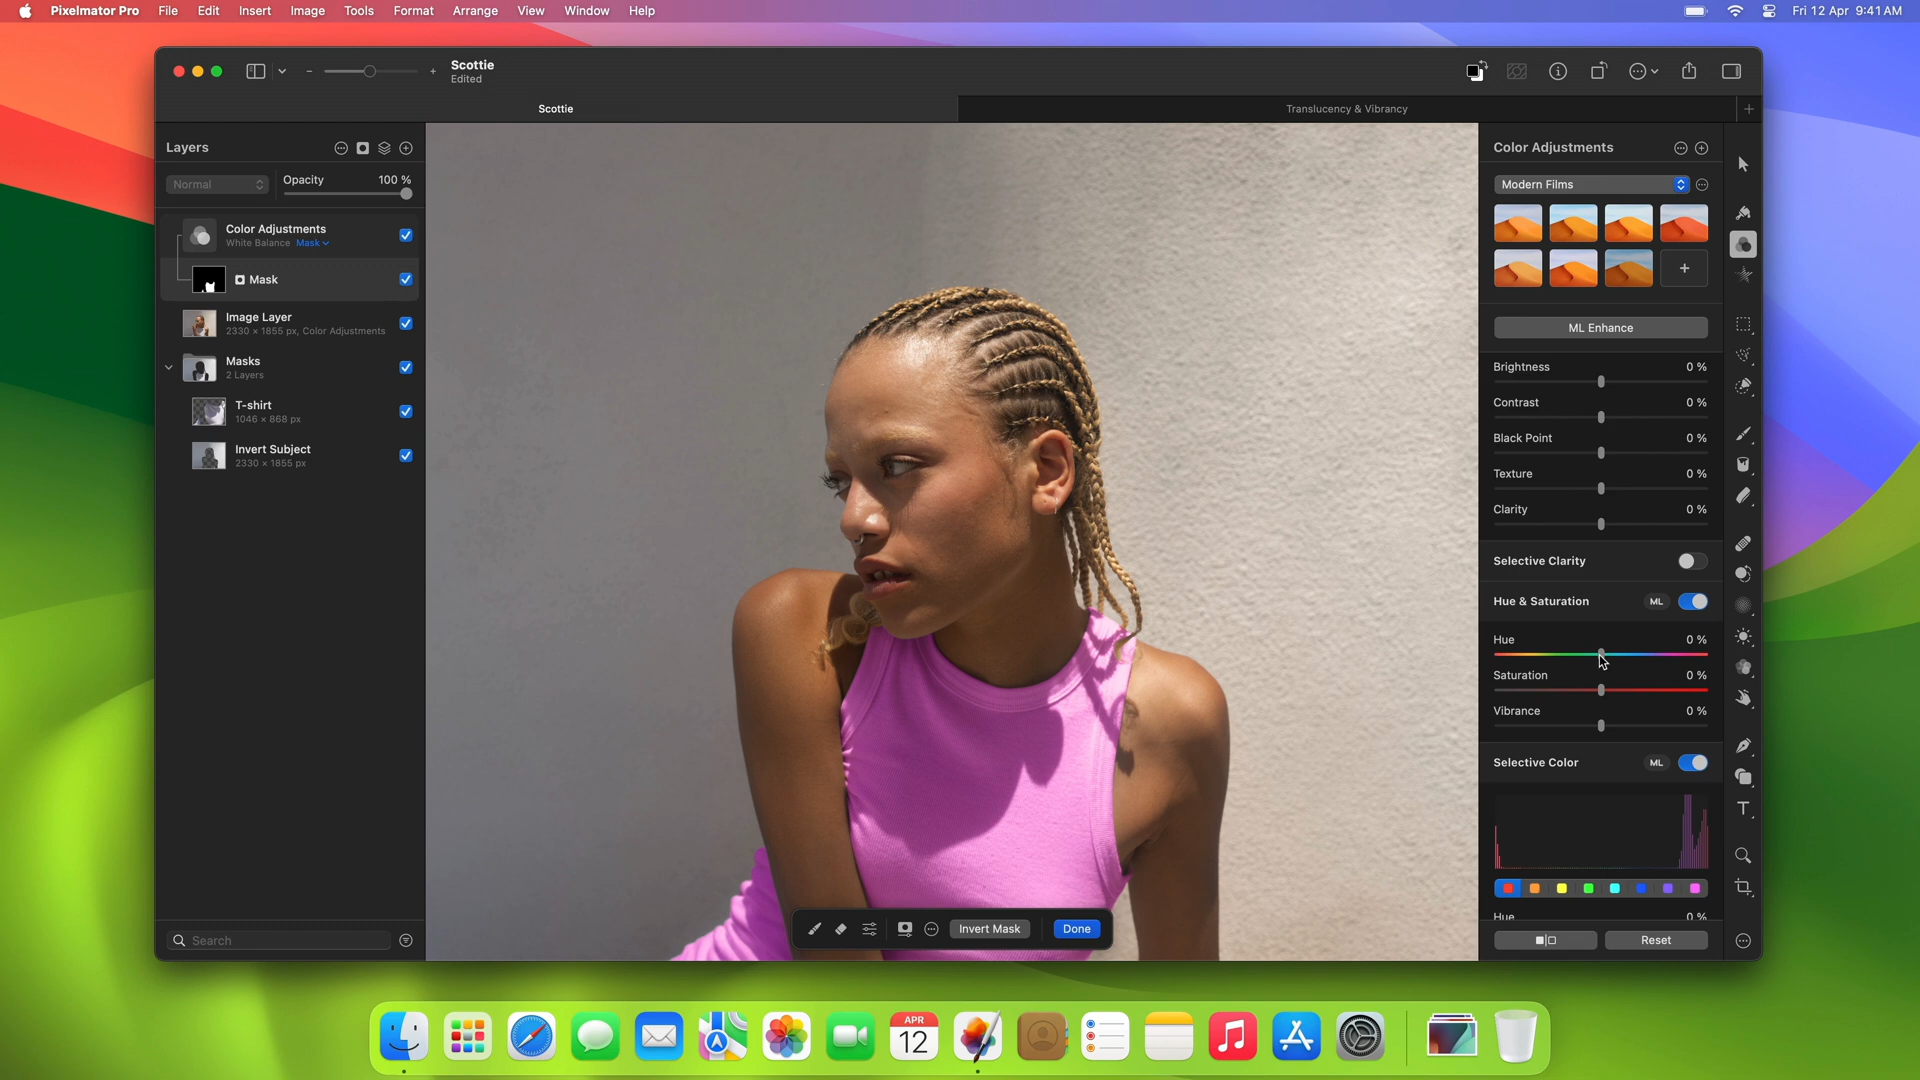 Pixelmator Pro File Edit Insert Image Tools Format Arrange View Window Help
Fri 12 Apr 9:41 AM
Scottie
Edited
Scottie
Translucency & Vibrancy
Layers
Normal
Opacity 100 %
Color Adjustments
White Balance Mask
Mask
Image Layer
2330 × 1855 px, Color Adjustments
Masks
2 Layers
T-shirt
1046 × 868 px
Invert Subject
2330 × 1855 px
Search
Invert Mask
Done
Color Adjustments
Modern Films
ML Enhance
Brightness 0 %
Contrast 0 %
Black Point 0 %
Texture 0 %
Clarity 0 %
Selective Clarity
Hue & Saturation ML
Hue 0 %
Saturation 0 %
Vibrance 0 %
Selective Color ML
Hue 0 %
Reset
APR
12